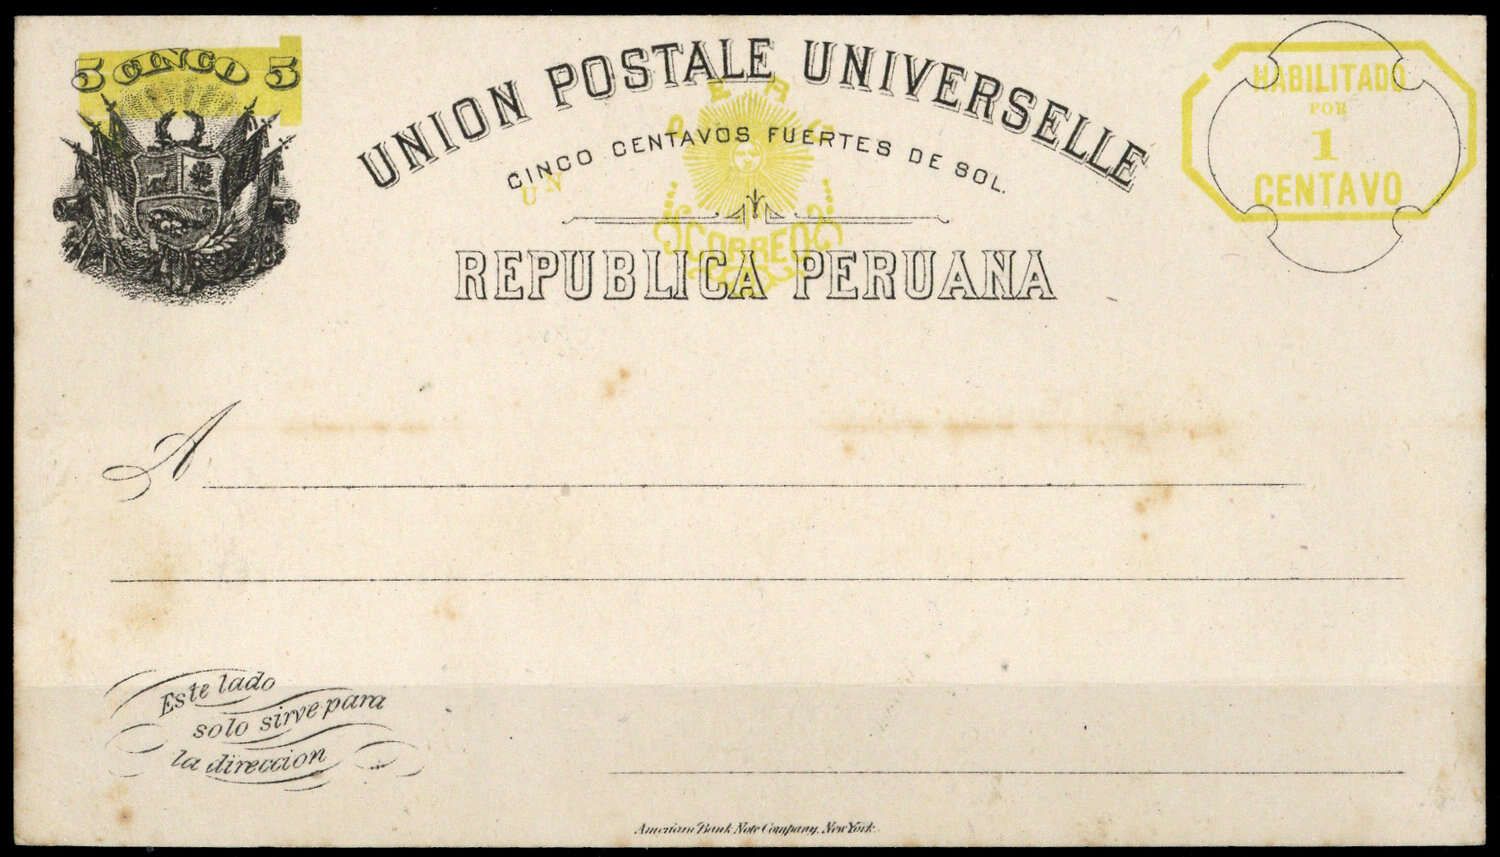 5 CINCO 5
UNION POSTALE UNIVERSELLE
CINCO CENTAVOS FUERTES DE SOL.
UN
PERU
CORREO
REPUBLICA PERUANA
HABILITADO
POR
1
CENTAVO
A
Este lado
solo sirve para
la direccion
American Bank Note Company, New York.